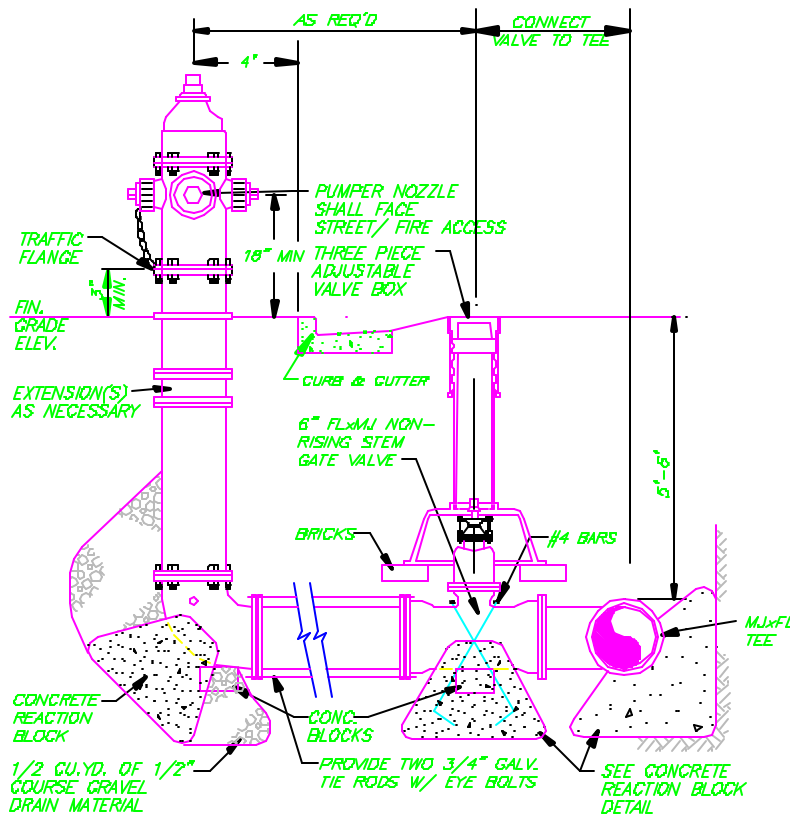 AS REQ'D
CONNECT
VALVE TO TEE
4"
PUMPER NOZZLE
SHALL FACE
STREET/ FIRE ACCESS
TRAFFIC
FLANGE
18" MIN
THREE PIECE
ADJUSTABLE
VALVE BOX
3"
MIN.
FIN.
GRADE
ELEV.
CURB & GUTTER
EXTENSION(S)
AS NECESSARY
6" FLxMJ NON-
RISING STEM
GATE VALVE
5'-6"
BRICKS
#4 BARS
MJxFL
TEE
CONCRETE
REACTION
BLOCK
CONC.
BLOCKS
1/2 CU.YD. OF 1/2"
COURSE GRAVEL
DRAIN MATERIAL
PROVIDE TWO 3/4" GALV.
TIE RODS W/ EYE BOLTS
SEE CONCRETE
REACTION BLOCK
DETAIL